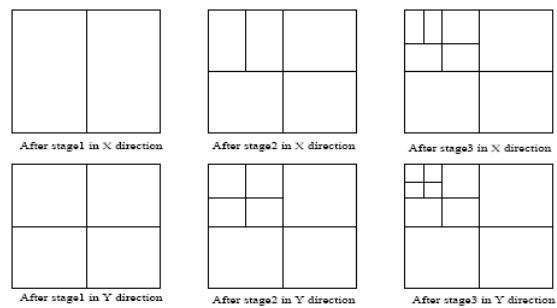 After stage1 in X direction
After stage2 in X direction
After stage3 in X direction
After stage1 in Y direction
After stage2 in Y direction
After stage3 in Y direction